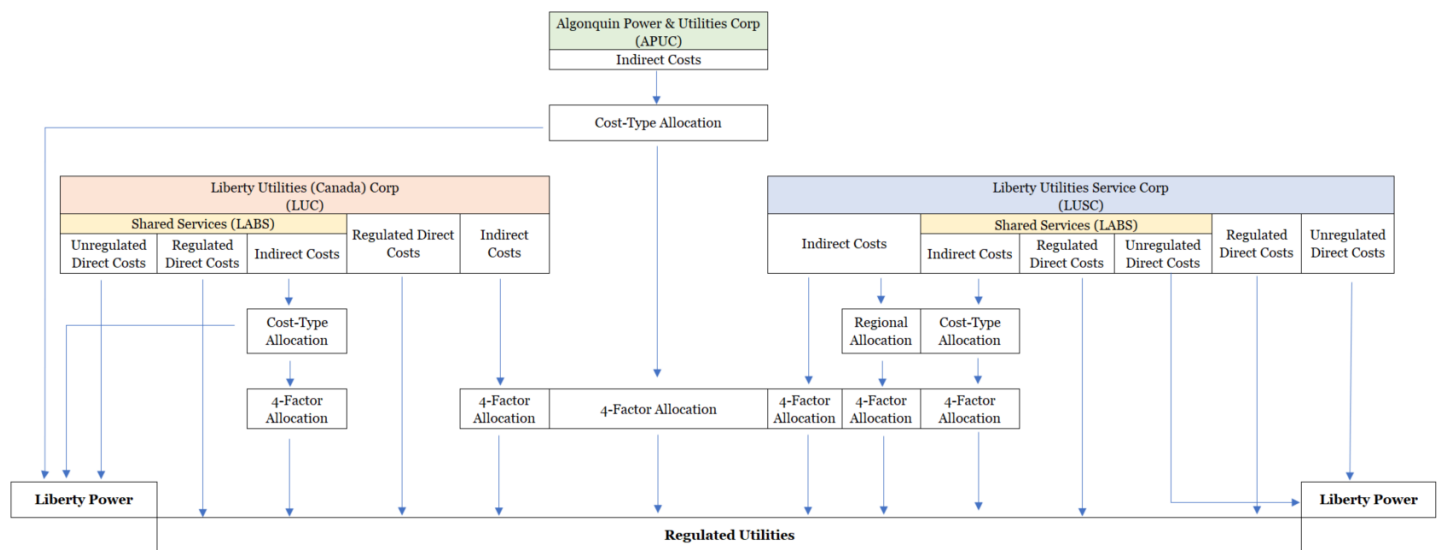 Algonquin Power & Utilities Corp
(APUC)
Indirect Costs
Cost-Type Allocation
Liberty Utilities (Canada) Corp
(LUC)
Shared Services (LABS)
Unregulated
Direct Costs
Regulated
Direct Costs
Indirect Costs
Regulated Direct
Costs
Indirect
Costs
Liberty Utilities Service Corp
(LUSC)
Indirect Costs
Shared Services (LABS)
Indirect Costs
Regulated
Direct Costs
Unregulated
Direct Costs
Regulated
Direct Costs
Unregulated
Direct Costs
Cost-Type
Allocation
Regional
Allocation
Cost-Type
Allocation
4-Factor
Allocation
4-Factor
Allocation
4-Factor Allocation
4-Factor
Allocation
4-Factor
Allocation
4-Factor
Allocation
Liberty Power
Liberty Power
Regulated Utilities